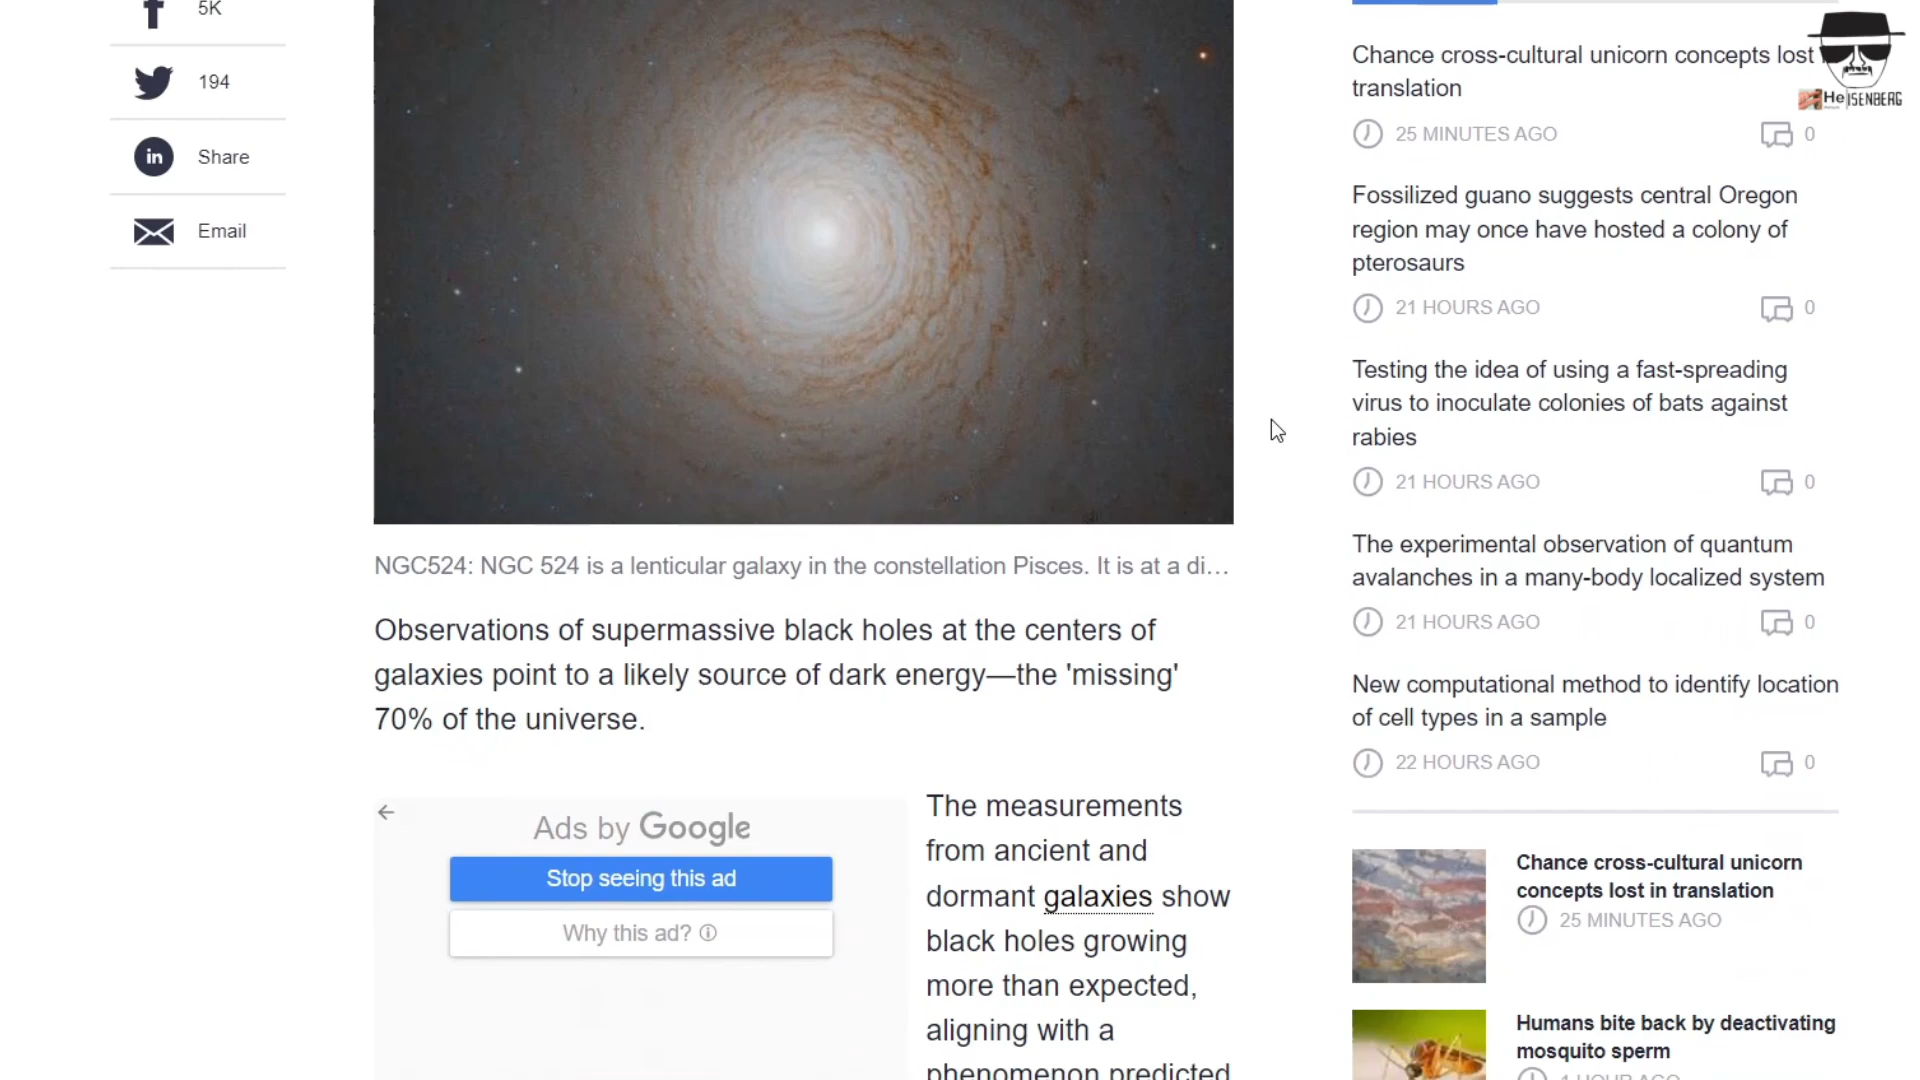 5K
194
Share
Email
NGC524: NGC 524 is a lenticular galaxy in the constellation Pisces. It is at a di...
Observations of supermassive black holes at the centers of
galaxies point to a likely source of dark energy—the 'missing'
70% of the universe.
Ads by Google
Stop seeing this ad
Why this ad?
The measurements
from ancient and
dormant galaxies show
black holes growing
more than expected,
aligning with a
phenomenon predicted
Chance cross-cultural unicorn concepts lost
translation
25 MINUTES AGO
0
Fossilized guano suggests central Oregon
region may once have hosted a colony of
pterosaurs
21 HOURS AGO
0
Testing the idea of using a fast-spreading
virus to inoculate colonies of bats against
rabies
21 HOURS AGO
0
The experimental observation of quantum
avalanches in a many-body localized system
21 HOURS AGO
0
New computational method to identify location
of cell types in a sample
22 HOURS AGO
0
Chance cross-cultural unicorn
concepts lost in translation
25 MINUTES AGO
Humans bite back by deactivating
mosquito sperm
1 HOUR AGO
HeISENBERG